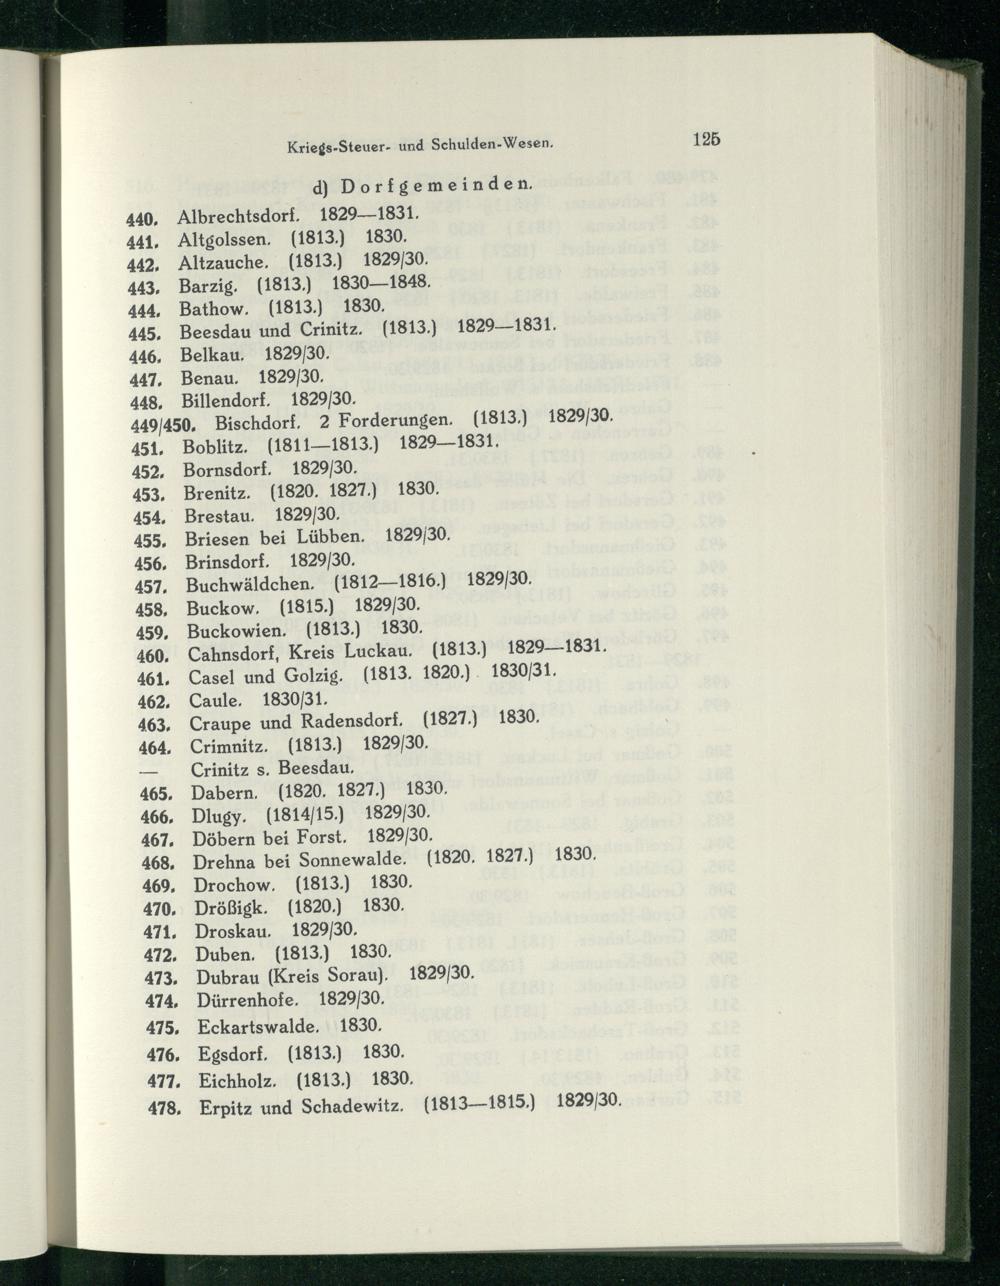 Kriegs-Steuer- und Schulden-Wesen. 125
d) Dorfgemeinden.
440. Albrechtsdorf. 1829—1831.
441. Altgolssen. (1813.) 1830.
442. Altzauche. (1813.) 1829/30.
443. Barzig. (1813.) 1830—1848.
444. Bathow. (1813.) 1830.
445. Beesdau und Crinitz. (1813.) 1829—1831.
446. Belkau. 1829/30.
447. Benau. 1829/30.
448. Billendorf. 1829/30.
449/450. Bischdorf. 2 Forderungen. (1813.) 1829/30.
451. Boblitz. (1811—1813.) 1829—1831.
452. Bornsdorf. 1829/30.
453. Brenitz. (1820. 1827.) 1830.
454. Brestau. 1829/30.
455. Briesen bei Lübben. 1829/30.
456. Brinsdorf. 1829/30.
457. Buchwäldchen. (1812—1816.) 1829/30.
458. Buckow. (1815.) 1829/30.
459. Buckowien. (1813.) 1830.
460. Cahnsdorf, Kreis Luckau. (1813.) 1829—1831.
461. Casel und Golzig. (1813. 1820.) 1830/31.
462. Caule. 1830/31.
463. Craupe und Radensdorf. (1827.) 1830.
464. Crimnitz. (1813.) 1829/30.
— Crinitz s. Beesdau.
465. Dabern. (1820. 1827.) 1830.
466. Dlugy. (1814/15.) 1829/30.
467. Döbern bei Forst. 1829/30.
468. Drehna bei Sonnewalde. (1820. 1827.) 1830.
469. Drochow. (1813.) 1830.
470. Drößigk. (1820.) 1830.
471. Droskau. 1829/30.
472. Duben. (1813.) 1830.
473. Dubrau (Kreis Sorau). 1829/30.
474. Dürrenhofe. 1829/30.
475. Eckartswalde. 1830.
476. Egsdorf. (1813.) 1830.
477. Eichholz. (1813.) 1830.
478. Erpitz und Schadewitz. (1813—1815.) 1829/30.